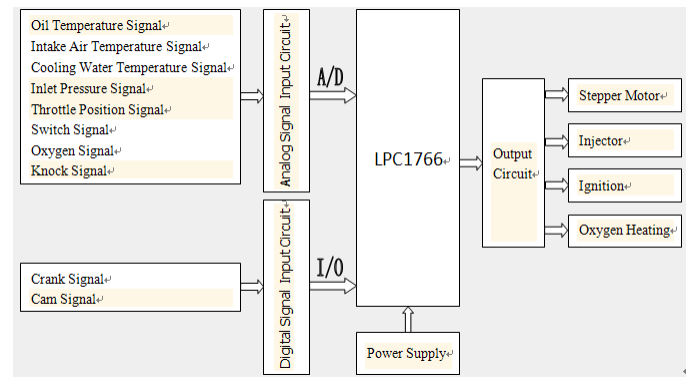 Oil Temperature Signal
Intake Air Temperature Signal
Cooling Water Temperature Signal
Inlet Pressure Signal
Throttle Position Signal
Switch Signal
Oxygen Signal
Knock Signal
Analog Signal Input Circuit
A/D
Crank Signal
Cam Signal
Digital Signal Input Circuit
I/O
LPC1766
Power Supply
Output
Circuit
Stepper Motor
Injector
Ignition
Oxygen Heating